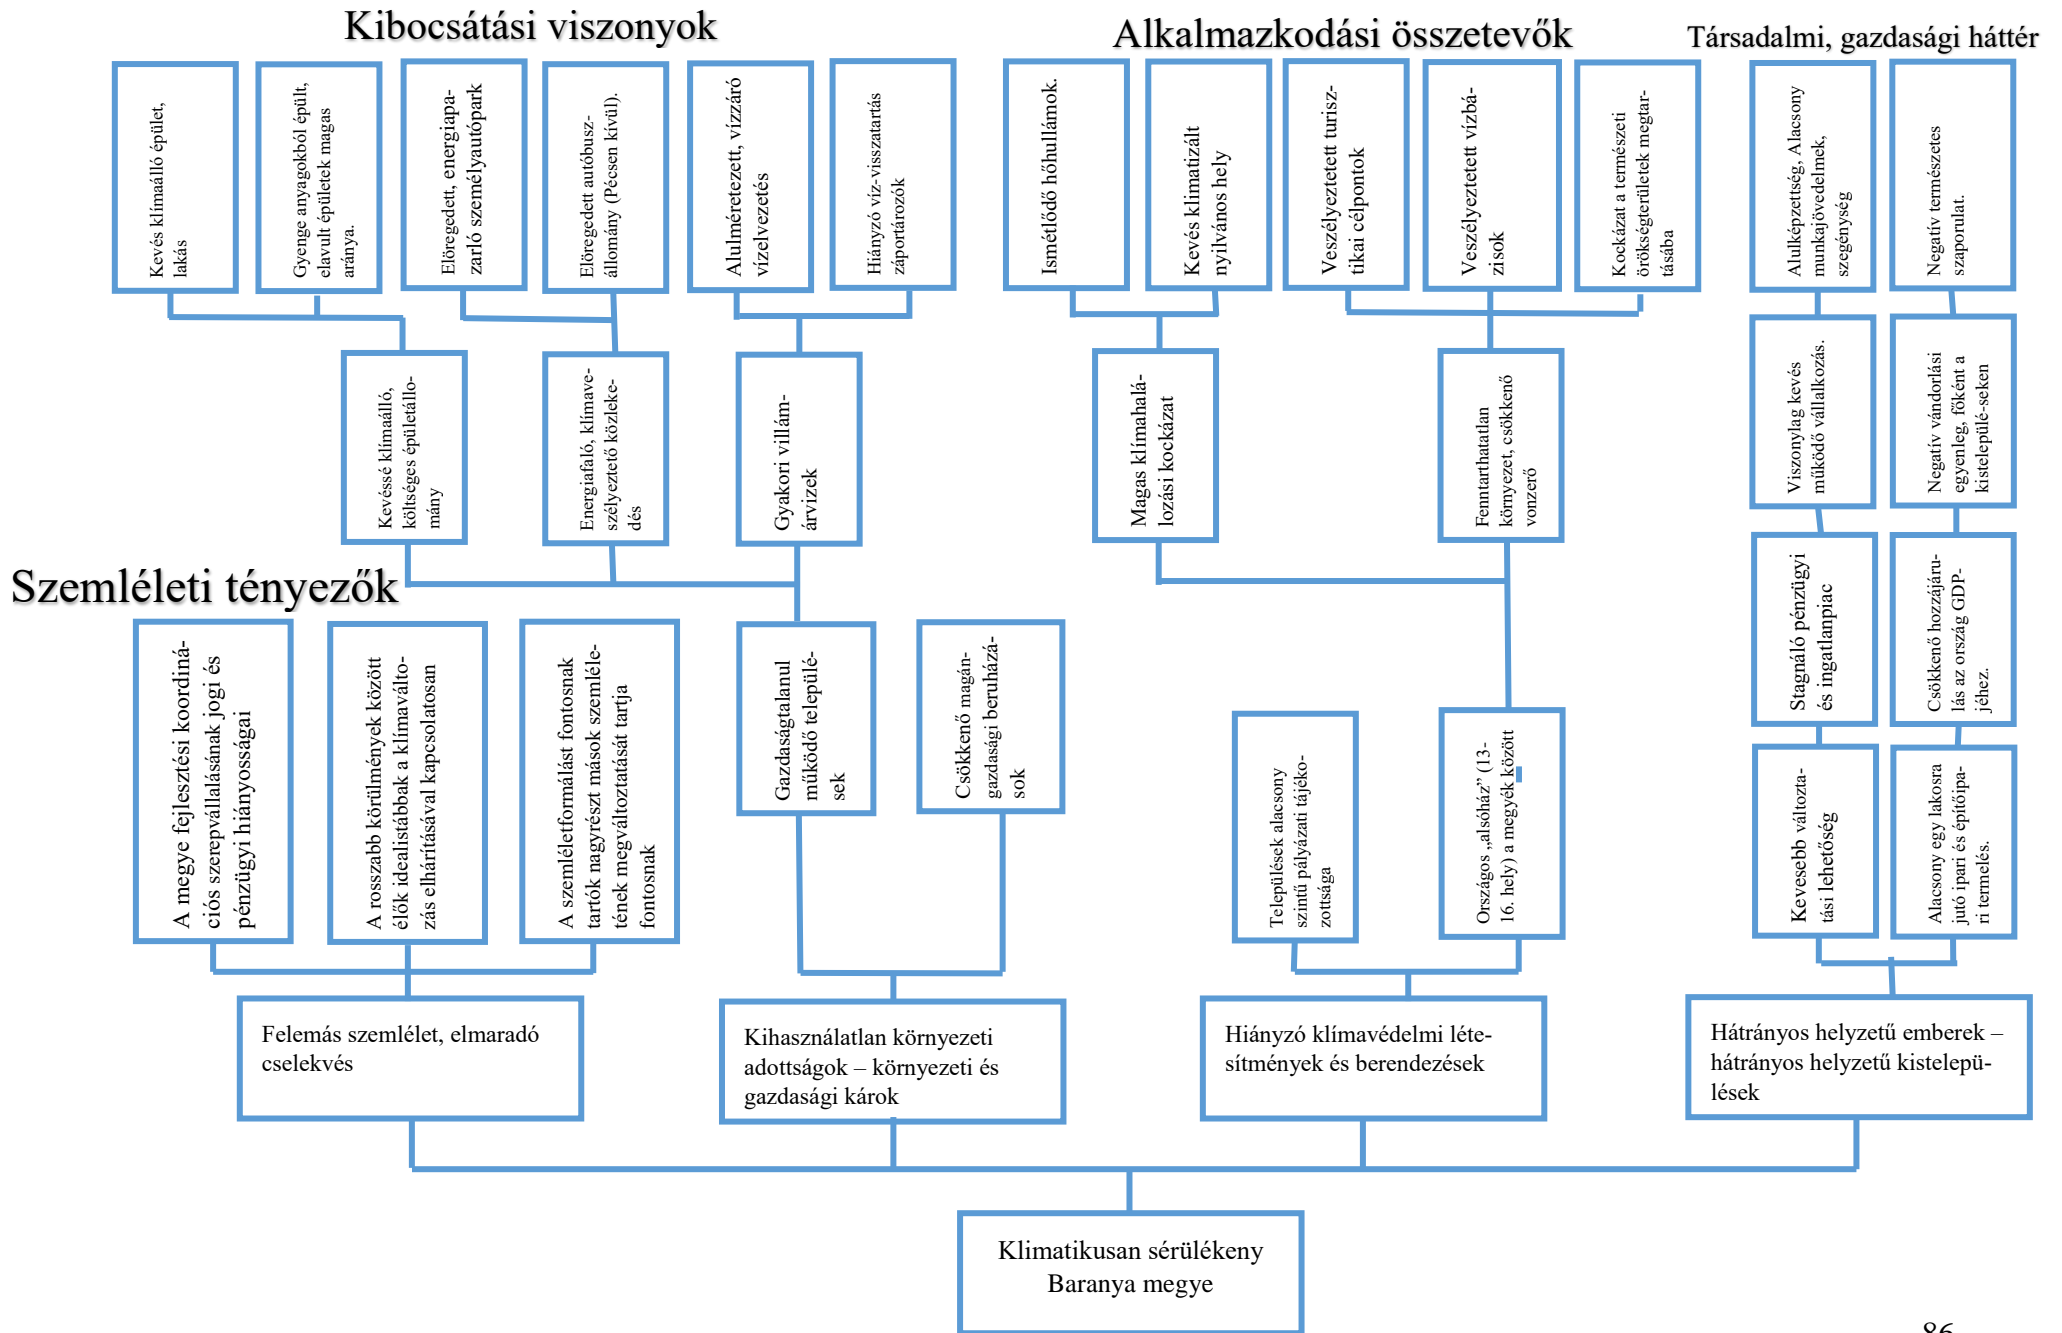 Kibocsátási viszonyok
Alkalmazkodási összetevők
Társadalmi, gazdasági háttér
Kevés klímaálló épület,
lakás
Gyenge anyagokból épült,
elavult épületek magas
aránya.
Elöregedett, energiapa-
zarló személyautópark
Elöregedett autóbusz-
állomány (Pécsen kívül).
Alulméretezett, vízzáró
vízelvezetés
Hiányzó víz-visszatartás
záportározók
Ismétlődő hőhullámok.
Kevés klimatizált
nyilvános hely
Veszélyeztetett turisz-
tikai célpontok
Veszélyeztetett vízbá-
zisok
Kockázat a természeti
örökségterületek megtar-
tásába
Alulképzettség, Alacsony
munkajövedelmek,
szegénység
Negatív természetes
szaporulat.
Kevéssé klímaálló,
költséges épületállo-
mány
Energiafaló, klímave-
szélyeztető közleke-
dés
Gyakori villám-
árvizek
Magas klímahalá-
lozási kockázat
Fenntarthatatlan
környezet, csökkenő
vonzerő
Viszonylag kevés
működő vállalkozás.
Negatív vándorlási
egyenleg, főként a
kistelepülé-seken
Szemléleti tényezők
A megye fejlesztési koordiná-
ciós szerepvállalásának jogi és
pénzügyi hiányosságai
A rosszabb körülmények között
élők idealistábbak a klímaválto-
zás elhárításával kapcsolatosan
A szemléletformálást fontosnak
tartók nagyrészt mások szemléle-
tének megváltoztatását tartja
fontosnak
Gazdaságtalanul
működő települé-
sek
Csökkenő magán-
gazdasági beruházá-
sok
Települések alacsony
szintű pályázati tájéko-
zottsága
Országos „alsóház” (13-
16. hely) a megyék között
Stagnáló pénzügyi
és ingatlanpiac
Csökkenő hozzájáru-
lás az ország GDP-
jéhez.
Kevesebb változta-
tási lehetőség
Alacsony egy lakosra
jutó ipari és építőipa-
ri termelés.
Felemás szemlélet, elmaradó
cselekvés
Kihasználatlan környezeti
adottságok – környezeti és
gazdasági károk
Hiányzó klímavédelmi léte-
sítmények és berendezések
Hátrányos helyzetű emberek –
hátrányos helyzetű kistelepü-
lések
Klimatikusan sérülékeny
Baranya megye
86